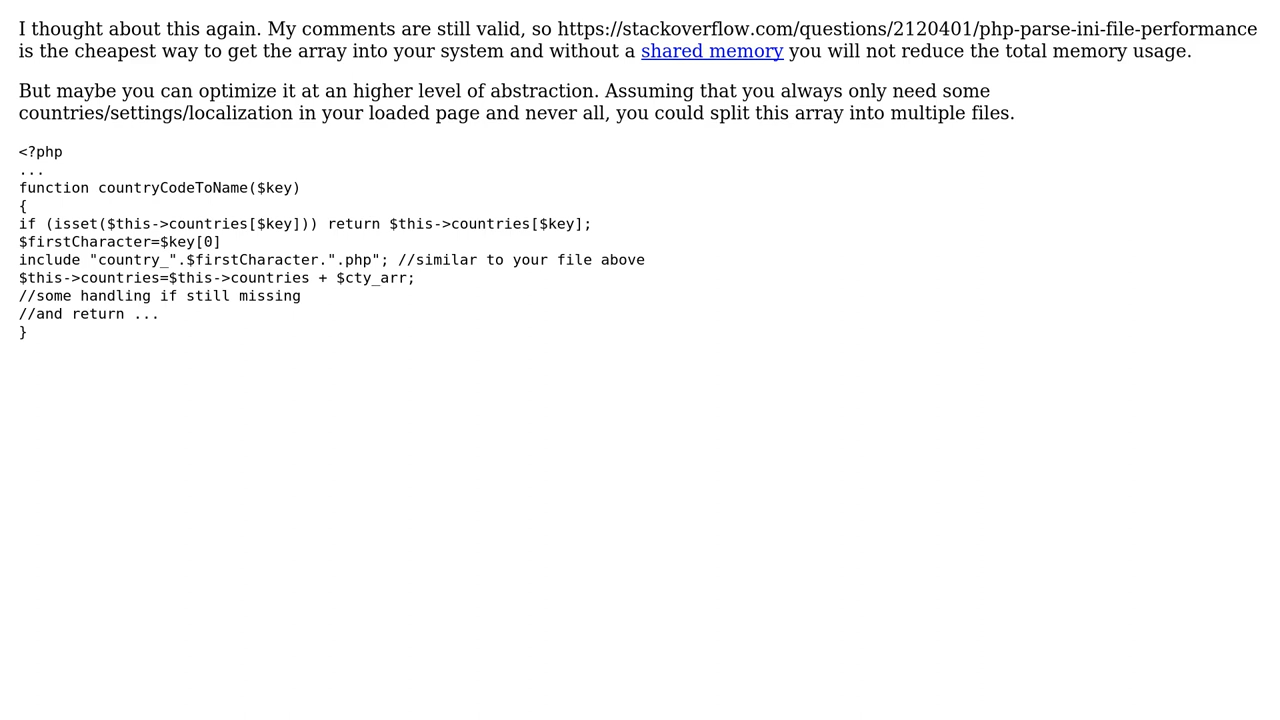 I thought about this again. My comments are still valid, so https://stackoverflow.com/questions/2120401/php-parse-ini-file-performance
is the cheapest way to get the array into your system and without a shared memory you will not reduce the total memory usage.
But maybe you can optimize it at an higher level of abstraction. Assuming that you always only need some
countries/settings/localization in your loaded page and never all, you could split this array into multiple files.
<?php
...
function countryCodeToName($key)
{
if (isset($this->countries[$key])) return $this->countries[$key];
$firstCharacter=$key[0]
include "country_".$firstCharacter.".php"; //similar to your file above
$this->countries=$this->countries + $cty_arr;
//some handling if still missing
//and return ...
}